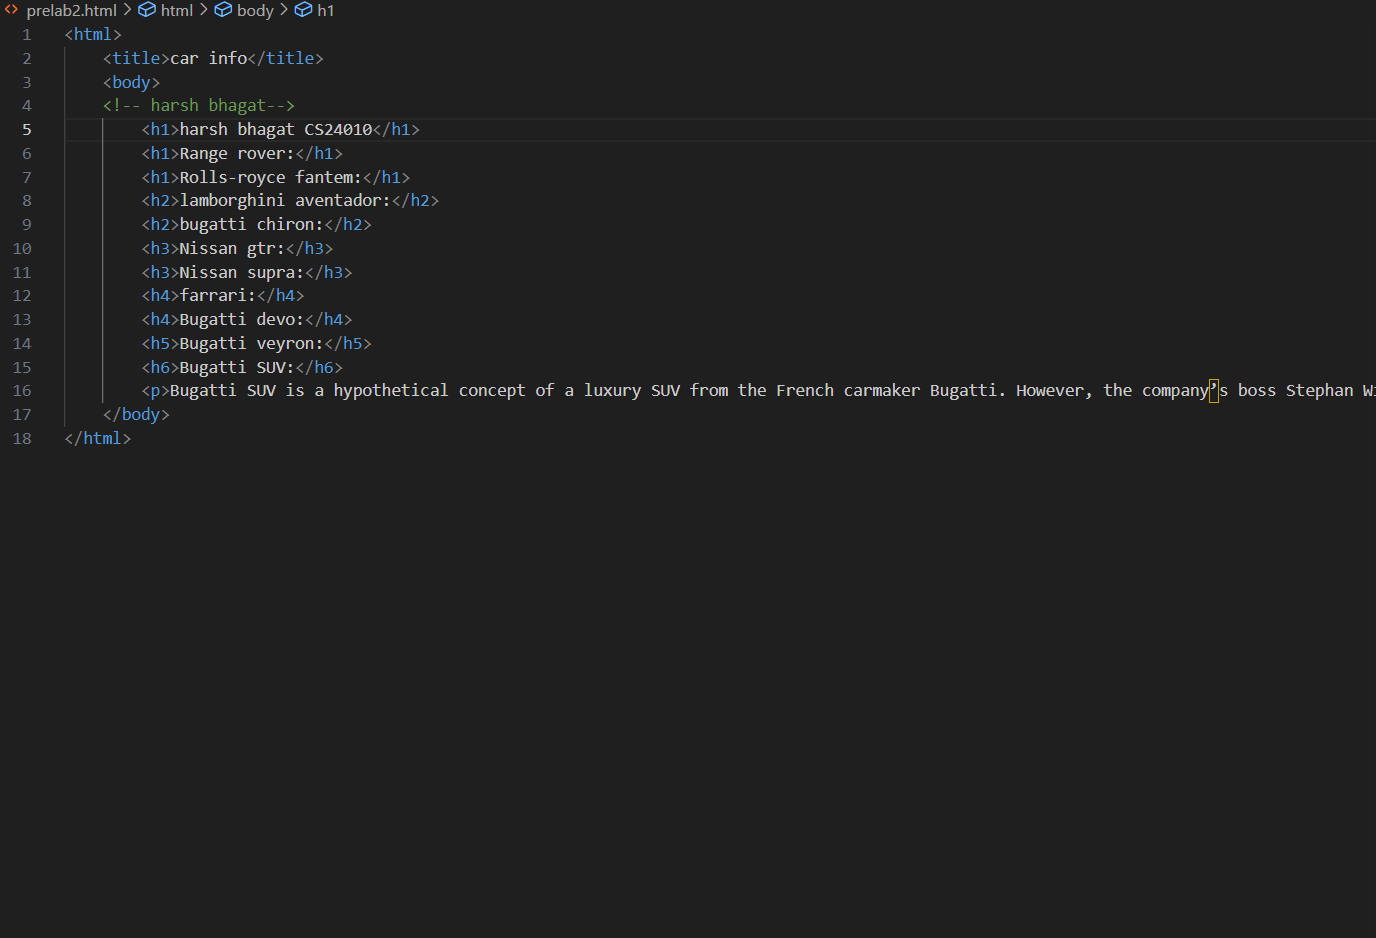 prelab2.html > html > body > h1
1 <html>
2 <title>car info</title>
3 <body>
4 <!-- harsh bhagat-->
5 <h1>harsh bhagat CS24010</h1>
6 <h1>Range rover:</h1>
7 <h1>Rolls-royce fantem:</h1>
8 <h2>lamborghini aventador:</h2>
9 <h2>bugatti chiron:</h2>
10 <h3>Nissan gtr:</h3>
11 <h3>Nissan supra:</h3>
12 <h4>farrari:</h4>
13 <h4>Bugatti devo:</h4>
14 <h5>Bugatti veyron:</h5>
15 <h6>Bugatti SUV:</h6>
16 <p>Bugatti SUV is a hypothetical concept of a luxury SUV from the French carmaker Bugatti. However, the company’s boss Stephan
17 </body>
18 </html>